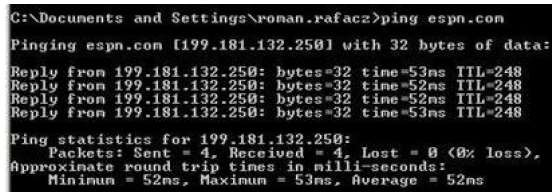 C:\Documents and Settings\roman.rafacz>ping espn.com
Pinging espn.com [199.181.132.250] with 32 bytes of data:
Reply from 199.181.132.250: bytes=32 time=53ms TTL=248
Reply from 199.181.132.250: bytes=32 time=52ms TTL=248
Reply from 199.181.132.250: bytes=32 time=52ms TTL=248
Reply from 199.181.132.250: bytes=32 time=53ms TTL=248
Ping statistics for 199.181.132.250:
Packets: Sent = 4, Received = 4, Lost = 0 (0% loss),
Approximate round trip times in milli-seconds:
Minimum = 52ms, Maximum = 53ms, Average = 52ms